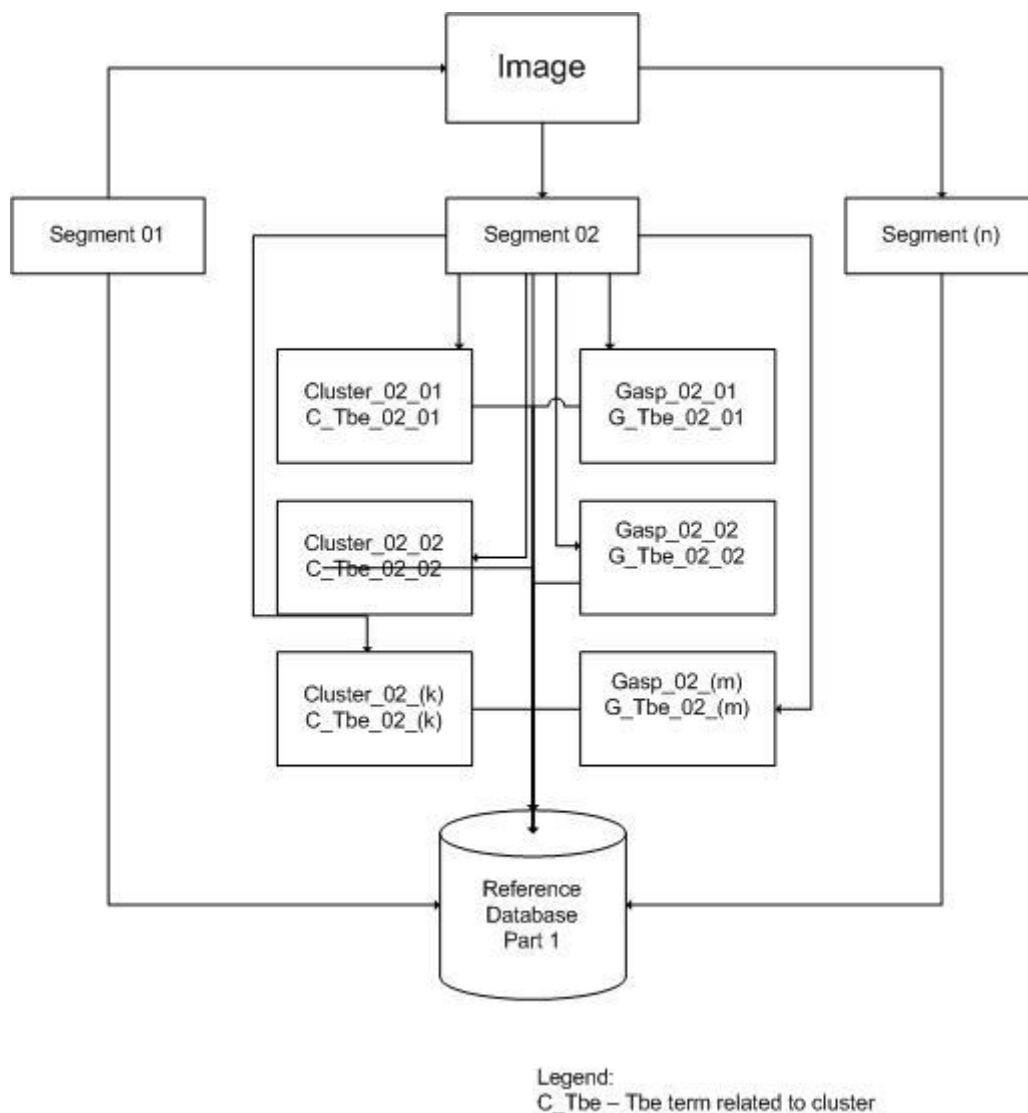 Image
Segment 01
Segment 02
Segment (n)
Cluster_02_01
C_Tbe_02_01
Gasp_02_01
G_Tbe_02_01
Cluster_02_02
C_Tbe_02_02
Gasp_02_02
G_Tbe_02_02
Cluster_02_(k)
C_Tbe_02_(k)
Gasp_02_(m)
G_Tbe_02_(m)
Reference
Database
Part 1
Legend:
C_Tbe – Tbe term related to cluster